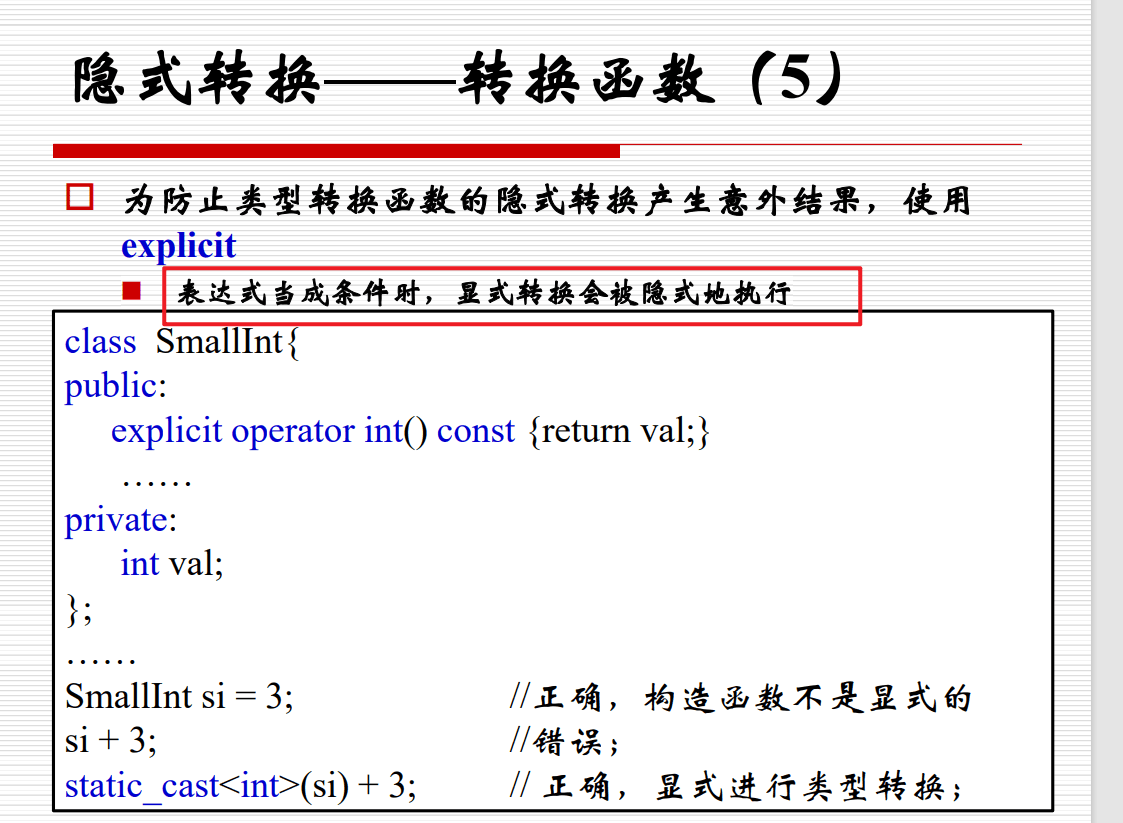 隐式转换——转换函数（5）
为防止类型转换函数的隐式转换产生意外结果，使用
explicit
表达式当成条件时，显式转换会被隐式地执行
class SmallInt{
public:
explicit operator int() const {return val;}
……
private:
int val;
};
……
SmallInt si = 3; //正确，构造函数不是显式的
si + 3; //错误；
static_cast<int>(si) + 3; // 正确，显式进行类型转换；